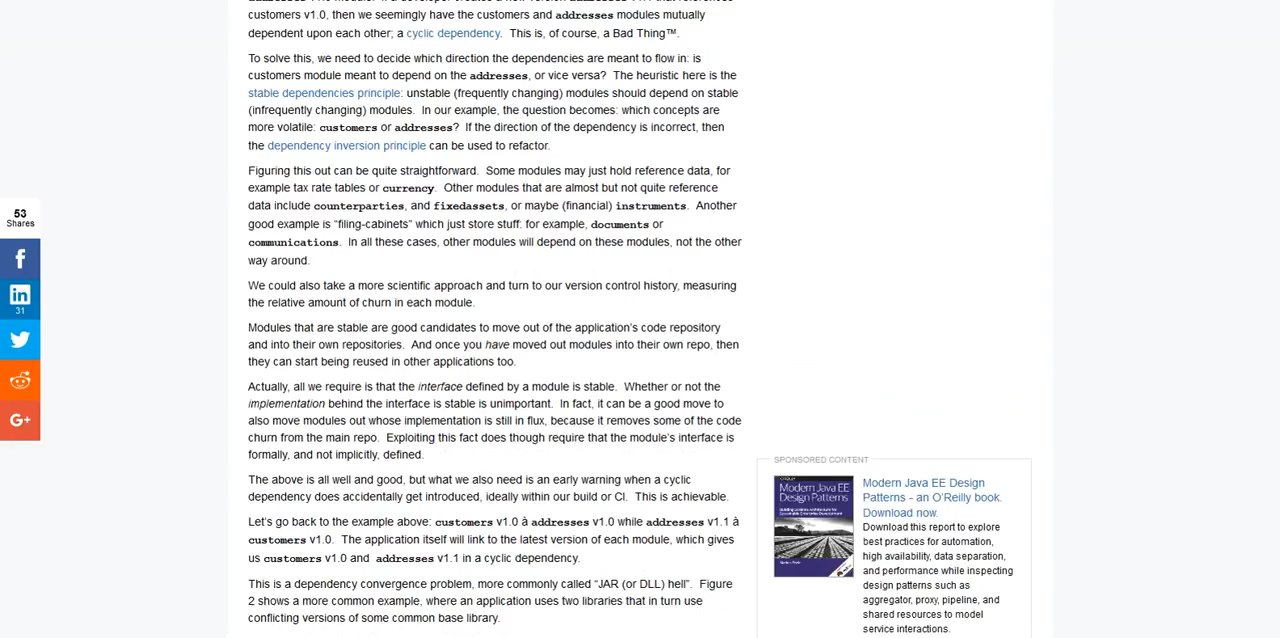 customers v1.0, then we seemingly have the customers and addresses modules mutually
dependent upon each other; a cyclic dependency.  This is, of course, a Bad Thing™.
To solve this, we need to decide which direction the dependencies are meant to flow in: is
customers module meant to depend on the addresses, or vice versa?  The heuristic here is the
stable dependencies principle: unstable (frequently changing) modules should depend on stable
(infrequently changing) modules.  In our example, the question becomes: which concepts are
more volatile: customers or addresses?  If the direction of the dependency is incorrect, then
the dependency inversion principle can be used to refactor.
Figuring this out can be quite straightforward.  Some modules may just hold reference data, for
example tax rate tables or currency.  Other modules that are almost but not quite reference
data include counterparties, and fixedassets, or maybe (financial) instruments.  Another
good example is “filing-cabinets” which just store stuff: for example, documents or
communications.  In all these cases, other modules will depend on these modules, not the other
way around.
We could also take a more scientific approach and turn to our version control history, measuring
the relative amount of churn in each module.
Modules that are stable are good candidates to move out of the application’s code repository
and into their own repositories.  And once you have moved out modules into their own repo, then
they can start being reused in other applications too.
Actually, all we require is that the interface defined by a module is stable.  Whether or not the
implementation behind the interface is stable is unimportant.  In fact, it can be a good move to
also move modules out whose implementation is still in flux, because it removes some of the code
churn from the main repo.  Exploiting this fact does though require that the module’s interface is
formally, and not implicitly, defined.
The above is all well and good, but what we also need is an early warning when a cyclic
dependency does accidentally get introduced, ideally within our build or CI.  This is achievable.
Let’s go back to the example above: customers v1.0 à addresses v1.0 while addresses v1.1 à
customers v1.0.  The application itself will link to the latest version of each module, which gives
us customers v1.0 and  addresses v1.1 in a cyclic dependency.
This is a dependency convergence problem, more commonly called “JAR (or DLL) hell”.  Figure
2 shows a more common example, where an application uses two libraries that in turn use
conflicting versions of some common base library.
53
Shares
f
in
31
G+
SPONSORED CONTENT
Modern Java EE
Design Patterns
Modern Java EE Design
Patterns - an O’Reilly book.
Download now.
Download this report to explore
best practices for automation,
high availability, data separation,
and performance while inspecting
design patterns such as
aggregator, proxy, pipeline, and
shared resources to model
service interactions.